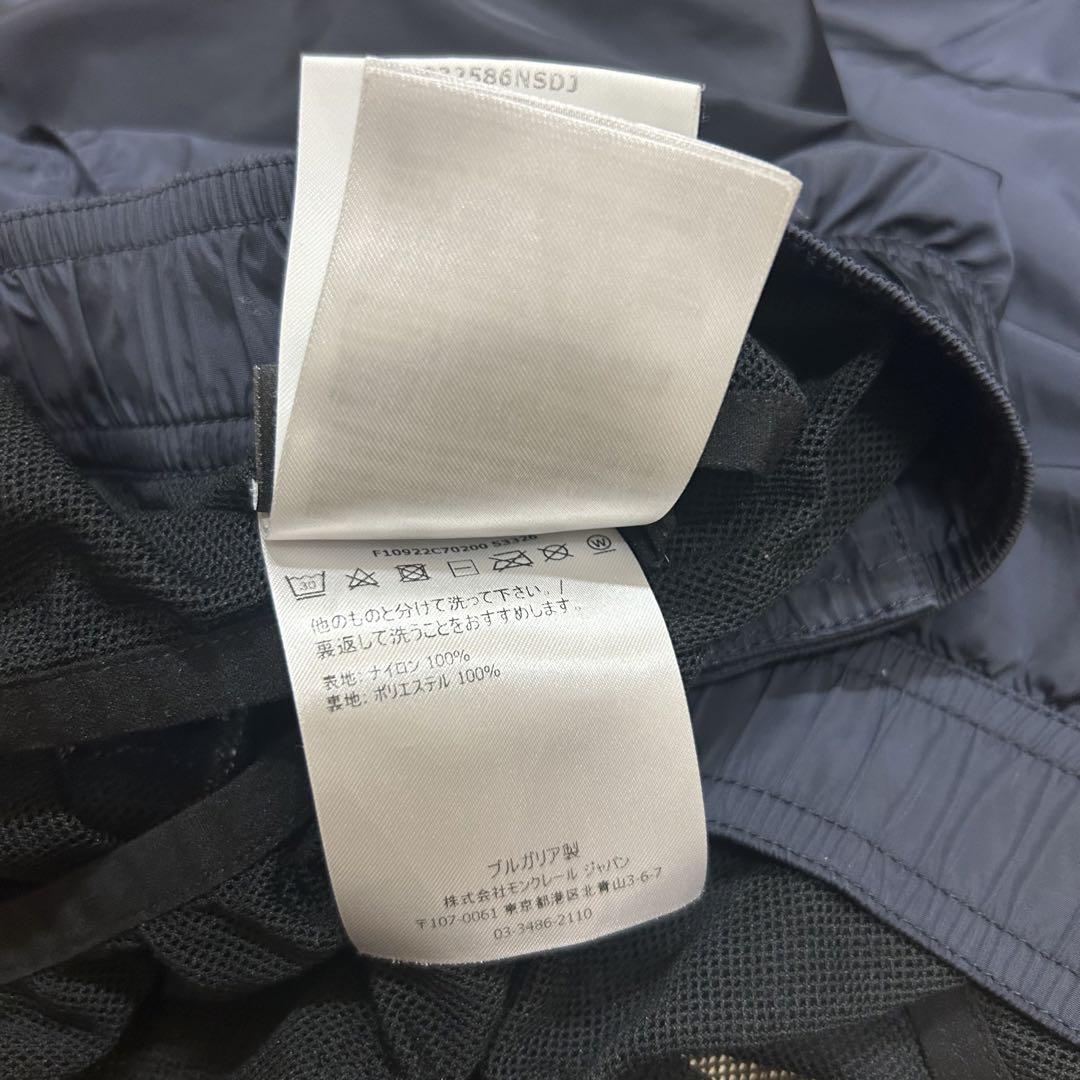 32586NSDJ
F10922C70200 53326
30
W
他のものと分けて洗って下さい。/
裏返して洗うことをおすすめします。
表地: ナイロン 100%
裏地: ポリエステル 100%
ブルガリア製
株式会社モンクレール ジャパン
〒107-0061 東京都港区北青山3-6-7
03-3486-2110